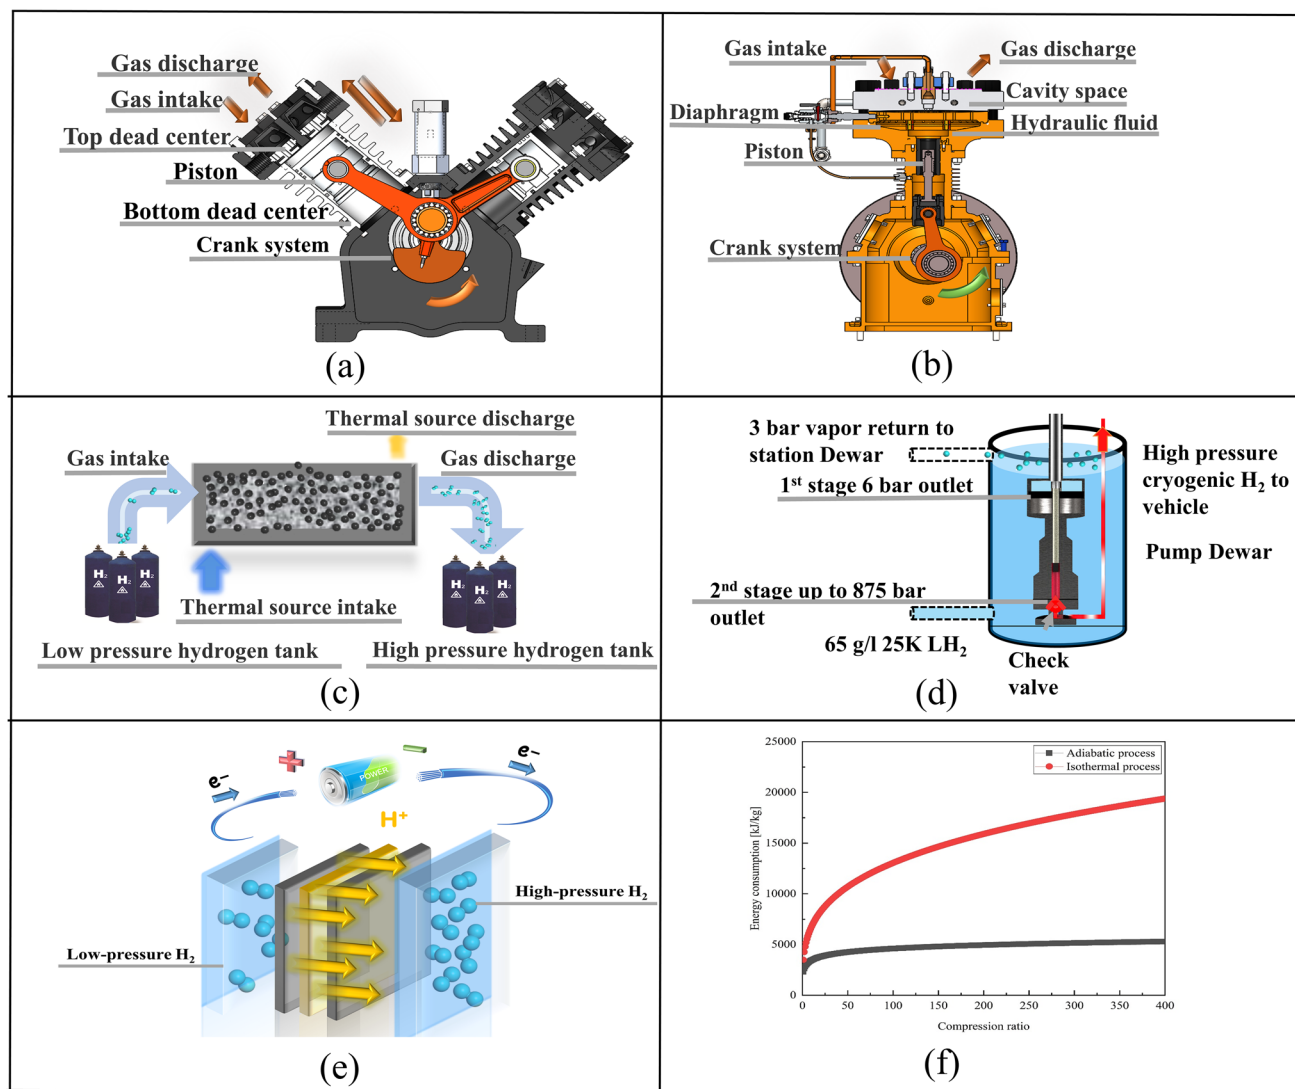 Gas discharge
Gas intake
Top dead center
Piston
Bottom dead center
Crank system
(a)
Gas intake
Gas discharge
Cavity space
Diaphragm
Hydraulic fluid
Piston
Crank system
(b)
Thermal source discharge
Gas intake
Gas discharge
H2
H2
Thermal source intake
Low pressure hydrogen tank
High pressure hydrogen tank
(c)
3 bar vapor return to
station Dewar
1st stage 6 bar outlet
High pressure
cryogenic H2 to
vehicle
Pump Dewar
2nd stage up to 875 bar
outlet
65 g/l 25K LH2
Check
valve
(d)
e−
+
−
e−
POWER
H+
High-pressure H2
Low-pressure H2
(e)
25000
20000
15000
10000
5000
0
Energy consumption [kJ/kg]
Adiabatic process
Isothermal process
0 50 100 150 200 250 300 350 400
Compression ratio
(f)